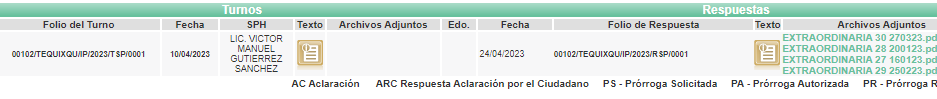 Turnos Respuestas
Folio del Turno Fecha SPH Texto Archivos Adjuntos Edo. Fecha Folio de Respuesta Texto Archivos Adjuntos
00102/TEQUIXQU/IP/2023/TSP/0001 10/04/2023 LIC. VICTOR MANUEL GUTIERREZ SANCHEZ 24/04/2023 00102/TEQUIXQU/IP/2023/RSP/0001
EXTRAORDINARIA 30 270323.pd
EXTRAORDINARIA 28 200123.pd
EXTRAORDINARIA 27 160123.pd
EXTRAORDINARIA 29 250223.pd
AC Aclaración ARC Respuesta Aclaración por el Ciudadano PS - Prórroga Solicitada PA - Prórroga Autorizada PR - Prórroga R